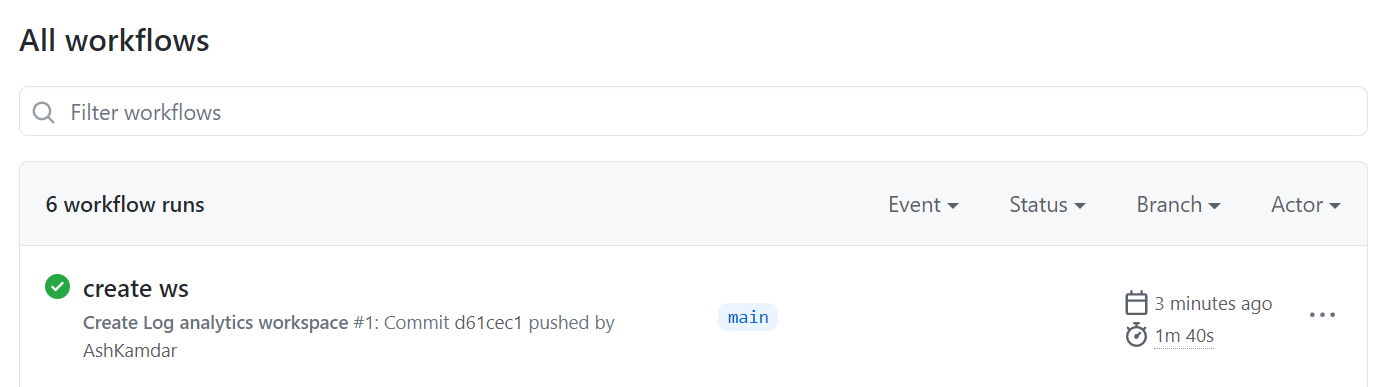 All workflows
Filter workflows
6 workflow runs Event Status Branch Actor
create ws
Create Log analytics workspace #1: Commit d61cec1 pushed by
AshKamdar
main
3 minutes ago
1m 40s